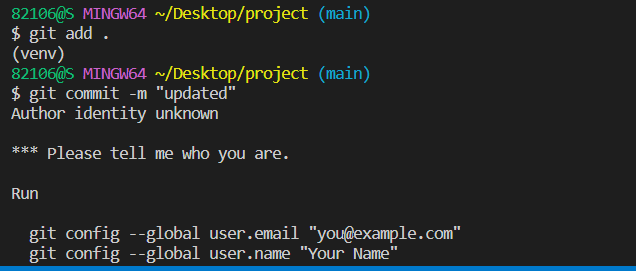 82106@S MINGW64 ~/Desktop/project (main)
$ git add .
(venv)
82106@S MINGW64 ~/Desktop/project (main)
$ git commit -m "updated"
Author identity unknown
*** Please tell me who you are.
Run
git config --global user.email "you@example.com"
git config --global user.name "Your Name"